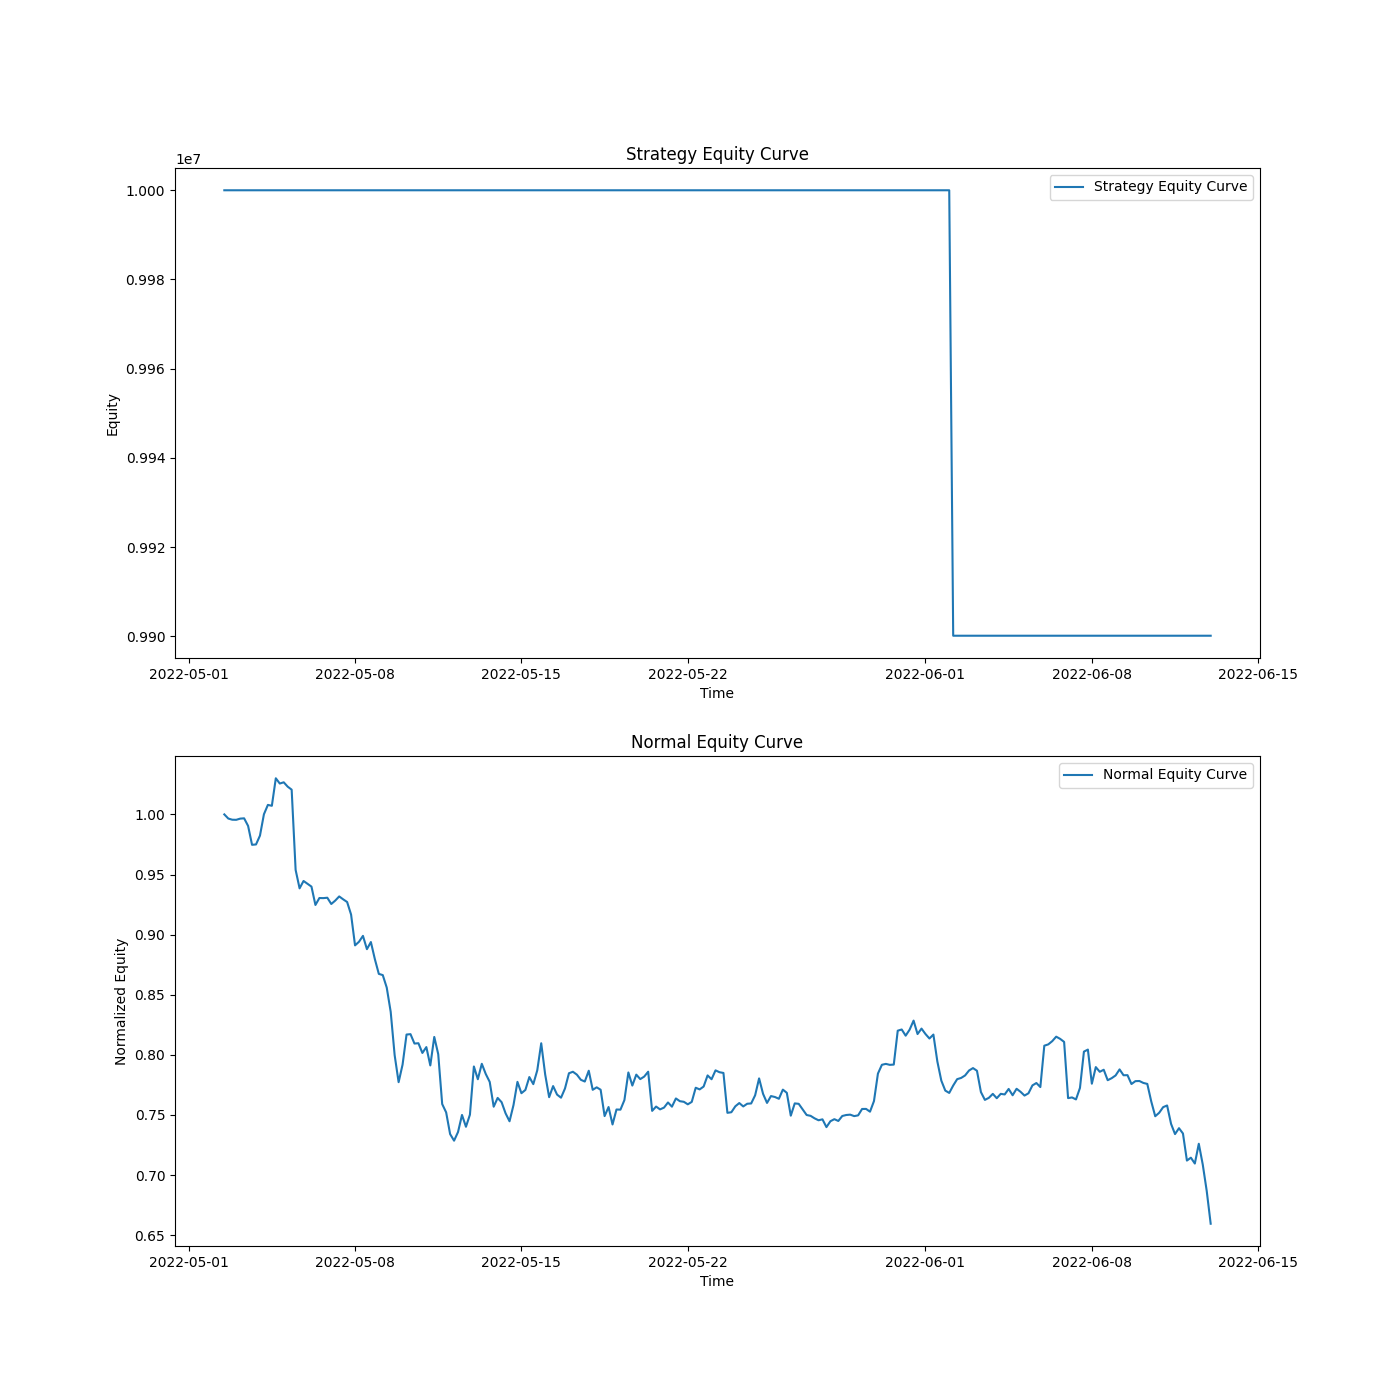 Strategy Equity Curve
1e7
Strategy Equity Curve
1.000
0.998
0.996
0.994
0.992
0.990
Equity
2022-05-01 2022-05-08 2022-05-15 2022-05-22 2022-06-01 2022-06-08 2022-06-15
Time
Normal Equity Curve
Normal Equity Curve
1.00
0.95
0.90
0.85
0.80
0.75
0.70
0.65
Normalized Equity
2022-05-01 2022-05-08 2022-05-15 2022-05-22 2022-06-01 2022-06-08 2022-06-15
Time